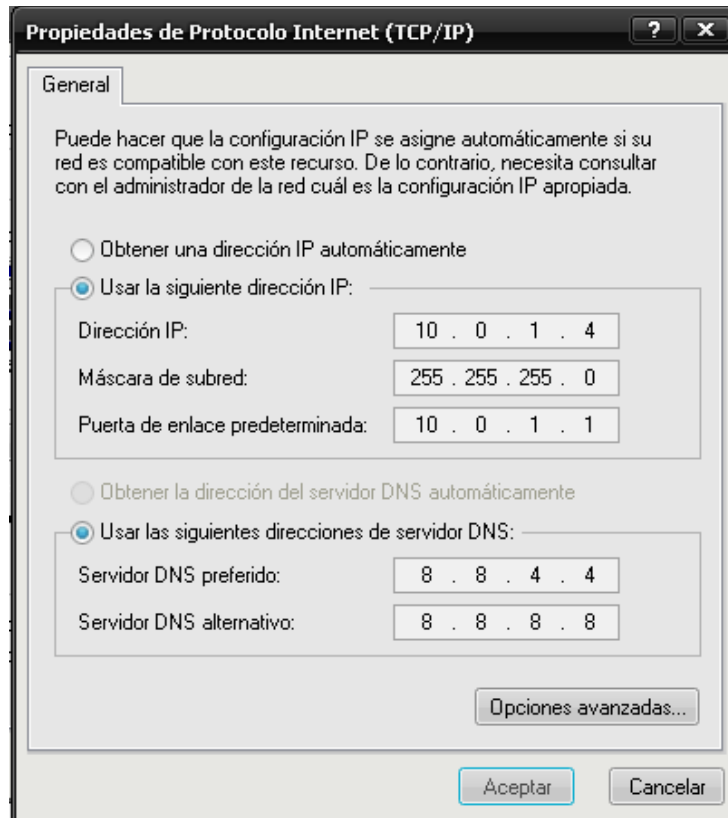 Propiedades de Protocolo Internet (TCP/IP)
General
Puede hacer que la configuración IP se asigne automáticamente si su
red es compatible con este recurso. De lo contrario, necesita consultar
con el administrador de la red cuál es la configuración IP apropiada.
Obtener una dirección IP automáticamente
Usar la siguiente dirección IP:
Dirección IP: 10 . 0 . 1 . 4
Máscara de subred: 255 . 255 . 255 . 0
Puerta de enlace predeterminada: 10 . 0 . 1 . 1
Obtener la dirección del servidor DNS automáticamente
Usar las siguientes direcciones de servidor DNS:
Servidor DNS preferido: 8 . 8 . 4 . 4
Servidor DNS alternativo: 8 . 8 . 8 . 8
Opciones avanzadas...
Aceptar Cancelar